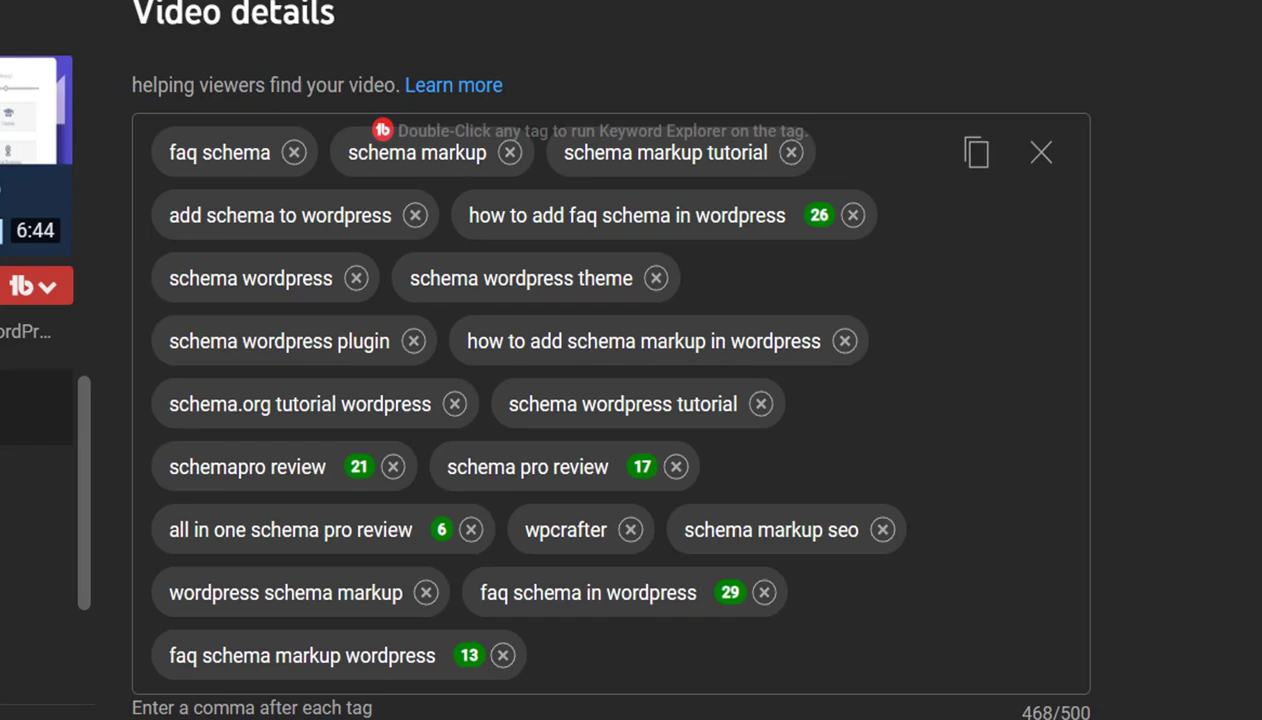 Video details
helping viewers find your video. Learn more
Double-Click any tag to run Keyword Explorer on the tag.
faq schema schema markup schema markup tutorial
add schema to wordpress how to add faq schema in wordpress 26
6:44
schema wordpress schema wordpress theme
tb
ordPr...
schema wordpress plugin how to add schema markup in wordpress
schema.org tutorial wordpress schema wordpress tutorial
schemapro review 21 schema pro review 17
all in one schema pro review 6 wpcrafter schema markup seo
wordpress schema markup faq schema in wordpress 29
faq schema markup wordpress 13
Enter a comma after each tag
468/500